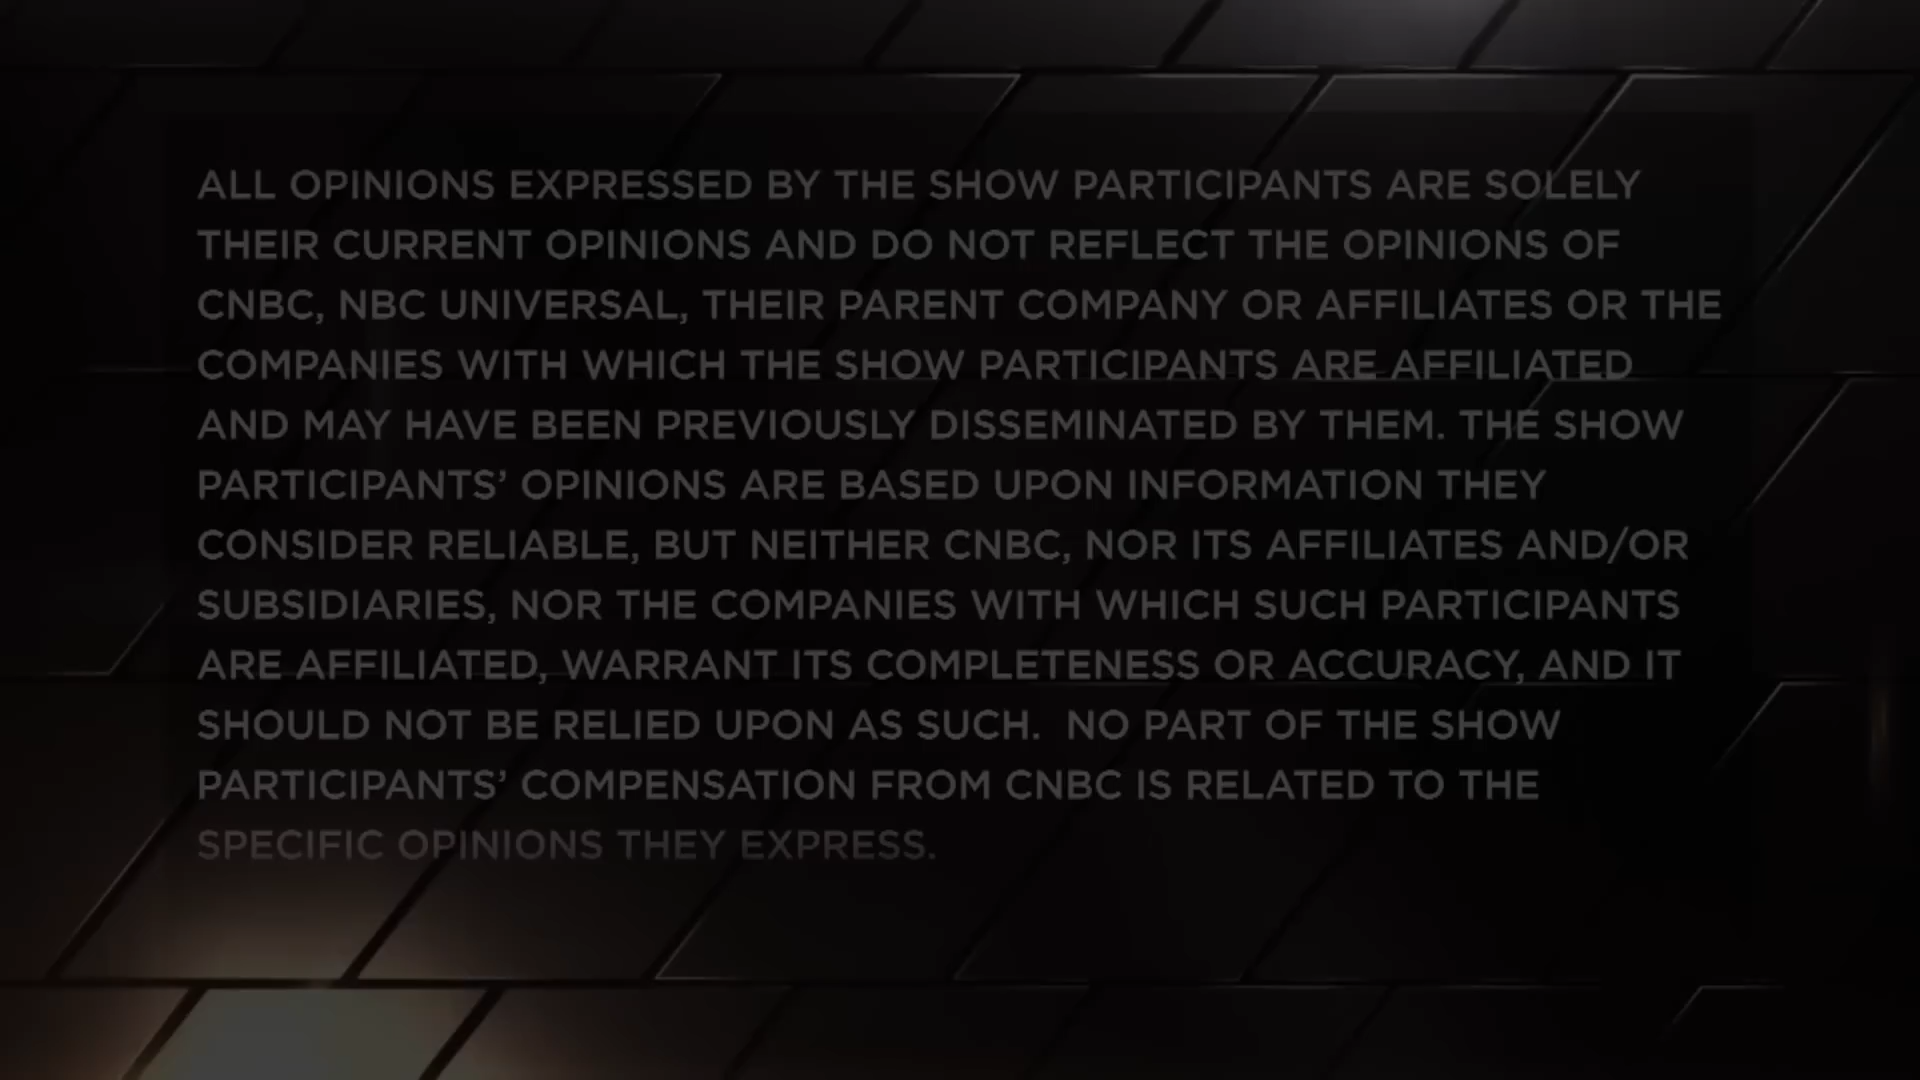 ALL OPINIONS EXPRESSED BY THE SHOW PARTICIPANTS ARE SOLELY
THEIR CURRENT OPINIONS AND DO NOT REFLECT THE OPINIONS OF
CNBC, NBC UNIVERSAL, THEIR PARENT COMPANY OR AFFILIATES OR THE
COMPANIES WITH WHICH THE SHOW PARTICIPANTS ARE AFFILIATED
AND MAY HAVE BEEN PREVIOUSLY DISSEMINATED BY THEM. THE SHOW
PARTICIPANTS’ OPINIONS ARE BASED UPON INFORMATION THEY
CONSIDER RELIABLE, BUT NEITHER CNBC, NOR ITS AFFILIATES AND/OR
SUBSIDIARIES, NOR THE COMPANIES WITH WHICH SUCH PARTICIPANTS
ARE AFFILIATED, WARRANT ITS COMPLETENESS OR ACCURACY, AND IT
SHOULD NOT BE RELIED UPON AS SUCH.  NO PART OF THE SHOW
PARTICIPANTS’ COMPENSATION FROM CNBC IS RELATED TO THE
SPECIFIC OPINIONS THEY EXPRESS.